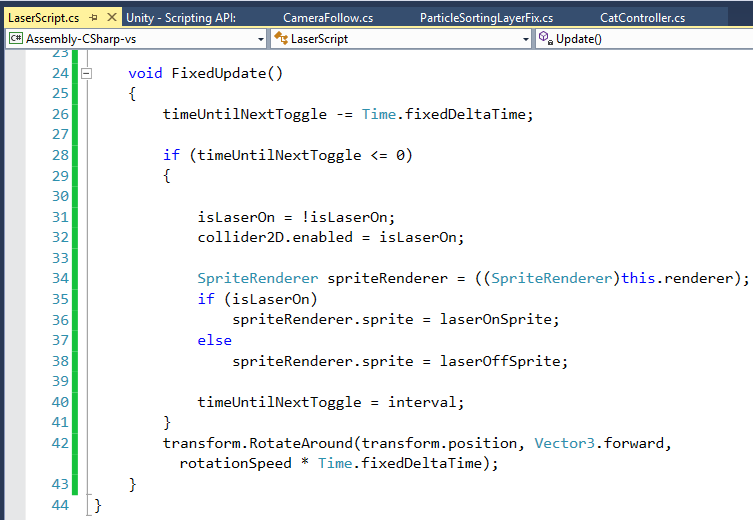 LaserScript.cs
Unity - Scripting API:
CameraFollow.cs
ParticleSortingLayerFix.cs
CatController.cs
C# Assembly-CSharp-vs
LaserScript
Update()
23
24 void FixedUpdate()
25 {
26 timeUntilNextToggle -= Time.fixedDeltaTime;
27
28 if (timeUntilNextToggle <= 0)
29 {
30
31 isLaserOn = !isLaserOn;
32 collider2D.enabled = isLaserOn;
33
34 SpriteRenderer spriteRenderer = ((SpriteRenderer)this.renderer);
35 if (isLaserOn)
36 spriteRenderer.sprite = laserOnSprite;
37 else
38 spriteRenderer.sprite = laserOffSprite;
39
40 timeUntilNextToggle = interval;
41 }
42 transform.RotateAround(transform.position, Vector3.forward,
rotationSpeed * Time.fixedDeltaTime);
43 }
44 }